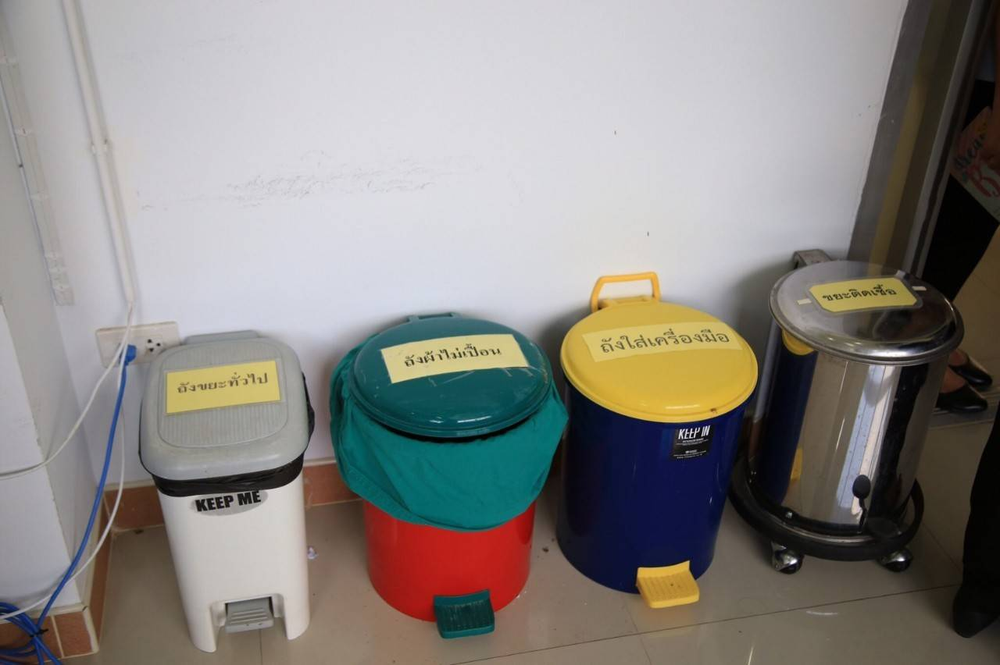 ถังขยะทั่วไป
ถังผ้าไม่เปื้อน
ถังใส่เครื่องมือ
ขยะติดเชื้อ
KEEP ME
KEEP IN